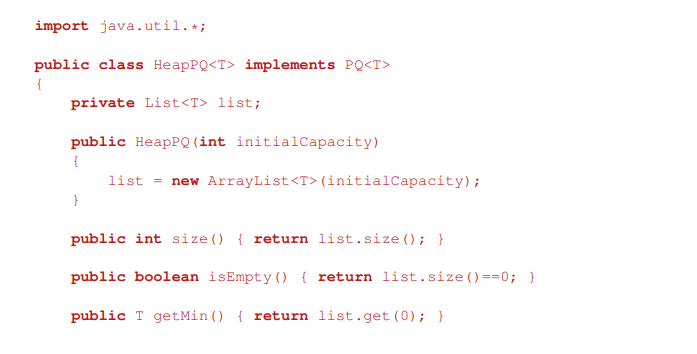 import java.util.*;
public class HeapPQ<T> implements PQ<T>
{
private List<T> list;
public HeapPQ(int initialCapacity)
{
list = new ArrayList<T>(initialCapacity);
}
public int size() { return list.size(); }
public boolean isEmpty() { return list.size()==0; }
public T getMin() { return list.get(0); }